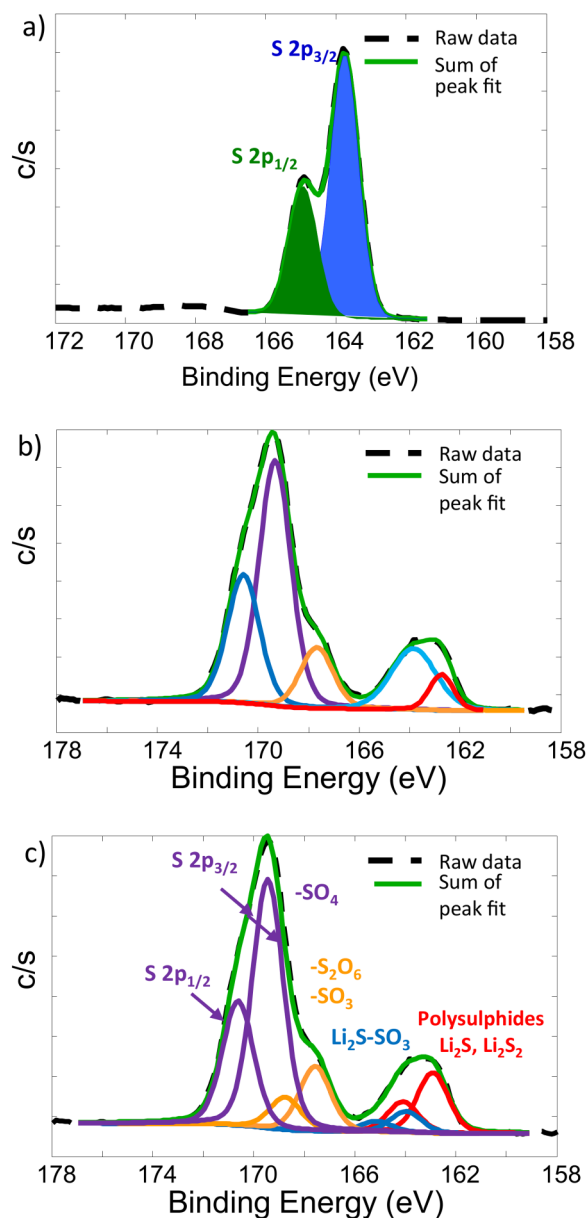 a)
S 2p3/2
Raw data
Sum of
peak fit
S 2p1/2
c/s
172 170 168 166 164 162 160 158
Binding Energy (eV)
b)
Raw data
Sum of
peak fit
c/s
178 174 170 166 162 158
Binding Energy (eV)
c)
Raw data
Sum of
peak fit
S 2p3/2
-SO4
S 2p1/2
-S2O6
-SO3
Li2S-SO3
Polysulphides
Li2S, Li2S2
c/s
178 174 170 166 162 158
Binding Energy (eV)